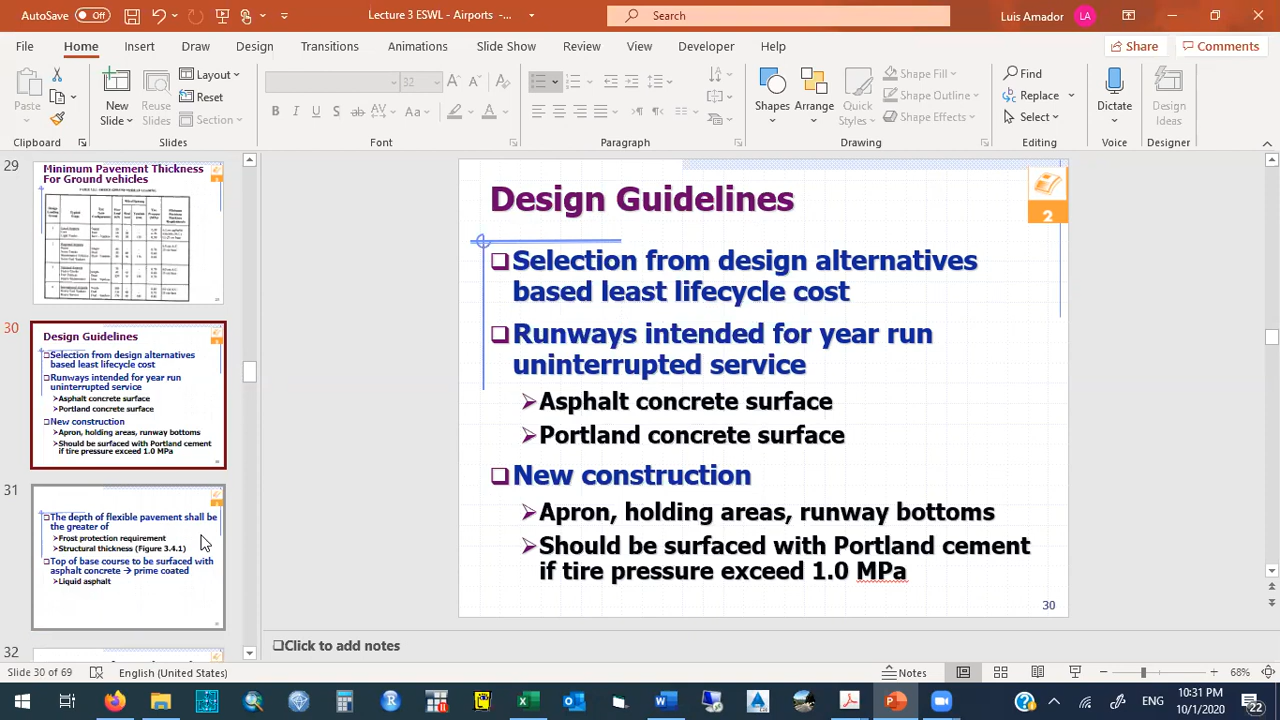 AutoSave Off
Lecture 3 ESWL - Airports -...
Search
Luis Amador LA
File Home Insert Draw Design Transitions Animations Slide Show Review View Developer Help
Share Comments
Paste
New Slide
Reuse Slides
Layout
Reset
Section
32
Shapes
Arrange
Quick Styles
Shape Fill
Shape Outline
Shape Effects
Find
Replace
Select
Dictate
Design Ideas
Clipboard Slides Font Paragraph Drawing Editing Voice Designer
29
Minimum Pavement Thickness
For Ground vehicles
30
Design Guidelines
Selection from design alternatives
based least lifecycle cost
Runways intended for year run
uninterrupted service
Asphalt concrete surface
Portland concrete surface
New construction
Apron, holding areas, runway bottoms
Should be surfaced with Portland cement
if tire pressure exceed 1.0 MPa
31
The depth of flexible pavement shall be
the greater of
Frost protection requirement
Structural thickness (Figure 3.4.1)
Top of base course to be surfaced with
asphalt concrete → prime coated
Liquid asphalt
32
Design Guidelines
2
Selection from design alternatives
based least lifecycle cost
Runways intended for year run
uninterrupted service
Asphalt concrete surface
Portland concrete surface
New construction
Apron, holding areas, runway bottoms
Should be surfaced with Portland cement
if tire pressure exceed 1.0 MPa
30
Click to add notes
Slide 30 of 69 English (United States) Notes 68%
ENG
10:31 PM
10/1/2020
22